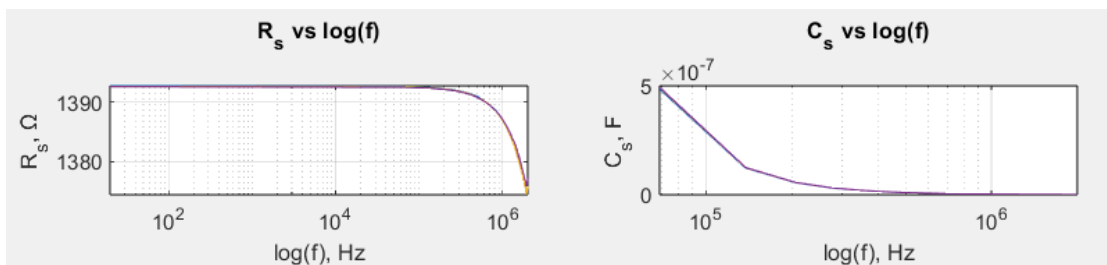 R_s vs log(f)
1390
1380
R_s, Ω
10^2
10^4
10^6
log(f), Hz
C_s vs log(f)
×10^-7
5
0
C_s, F
10^5
10^6
log(f), Hz